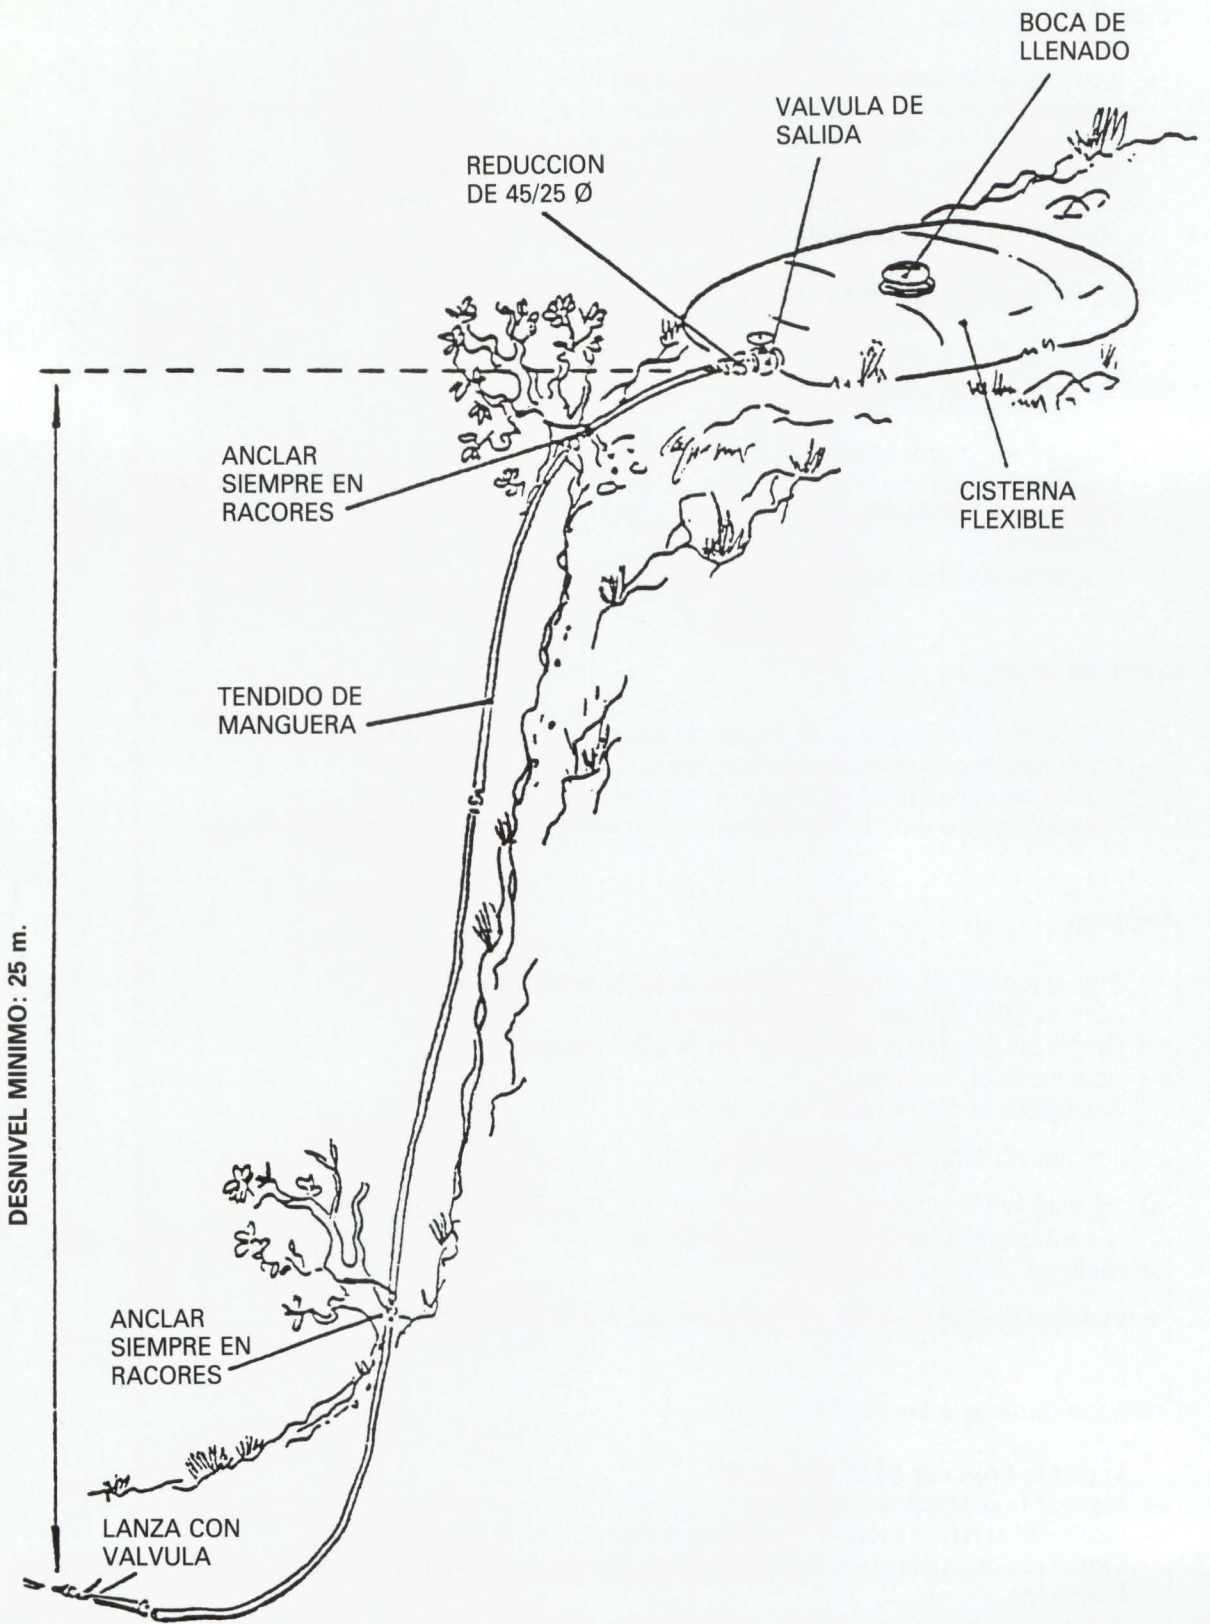 BOCA DE
LLENADO
VALVULA DE
SALIDA
REDUCCION
DE 45/25 Ø
ANCLAR
SIEMPRE EN
RACORES
CISTERNA
FLEXIBLE
TENDIDO DE
MANGUERA
DESNIVEL MINIMO: 25 m.
ANCLAR
SIEMPRE EN
RACORES
LANZA CON
VALVULA